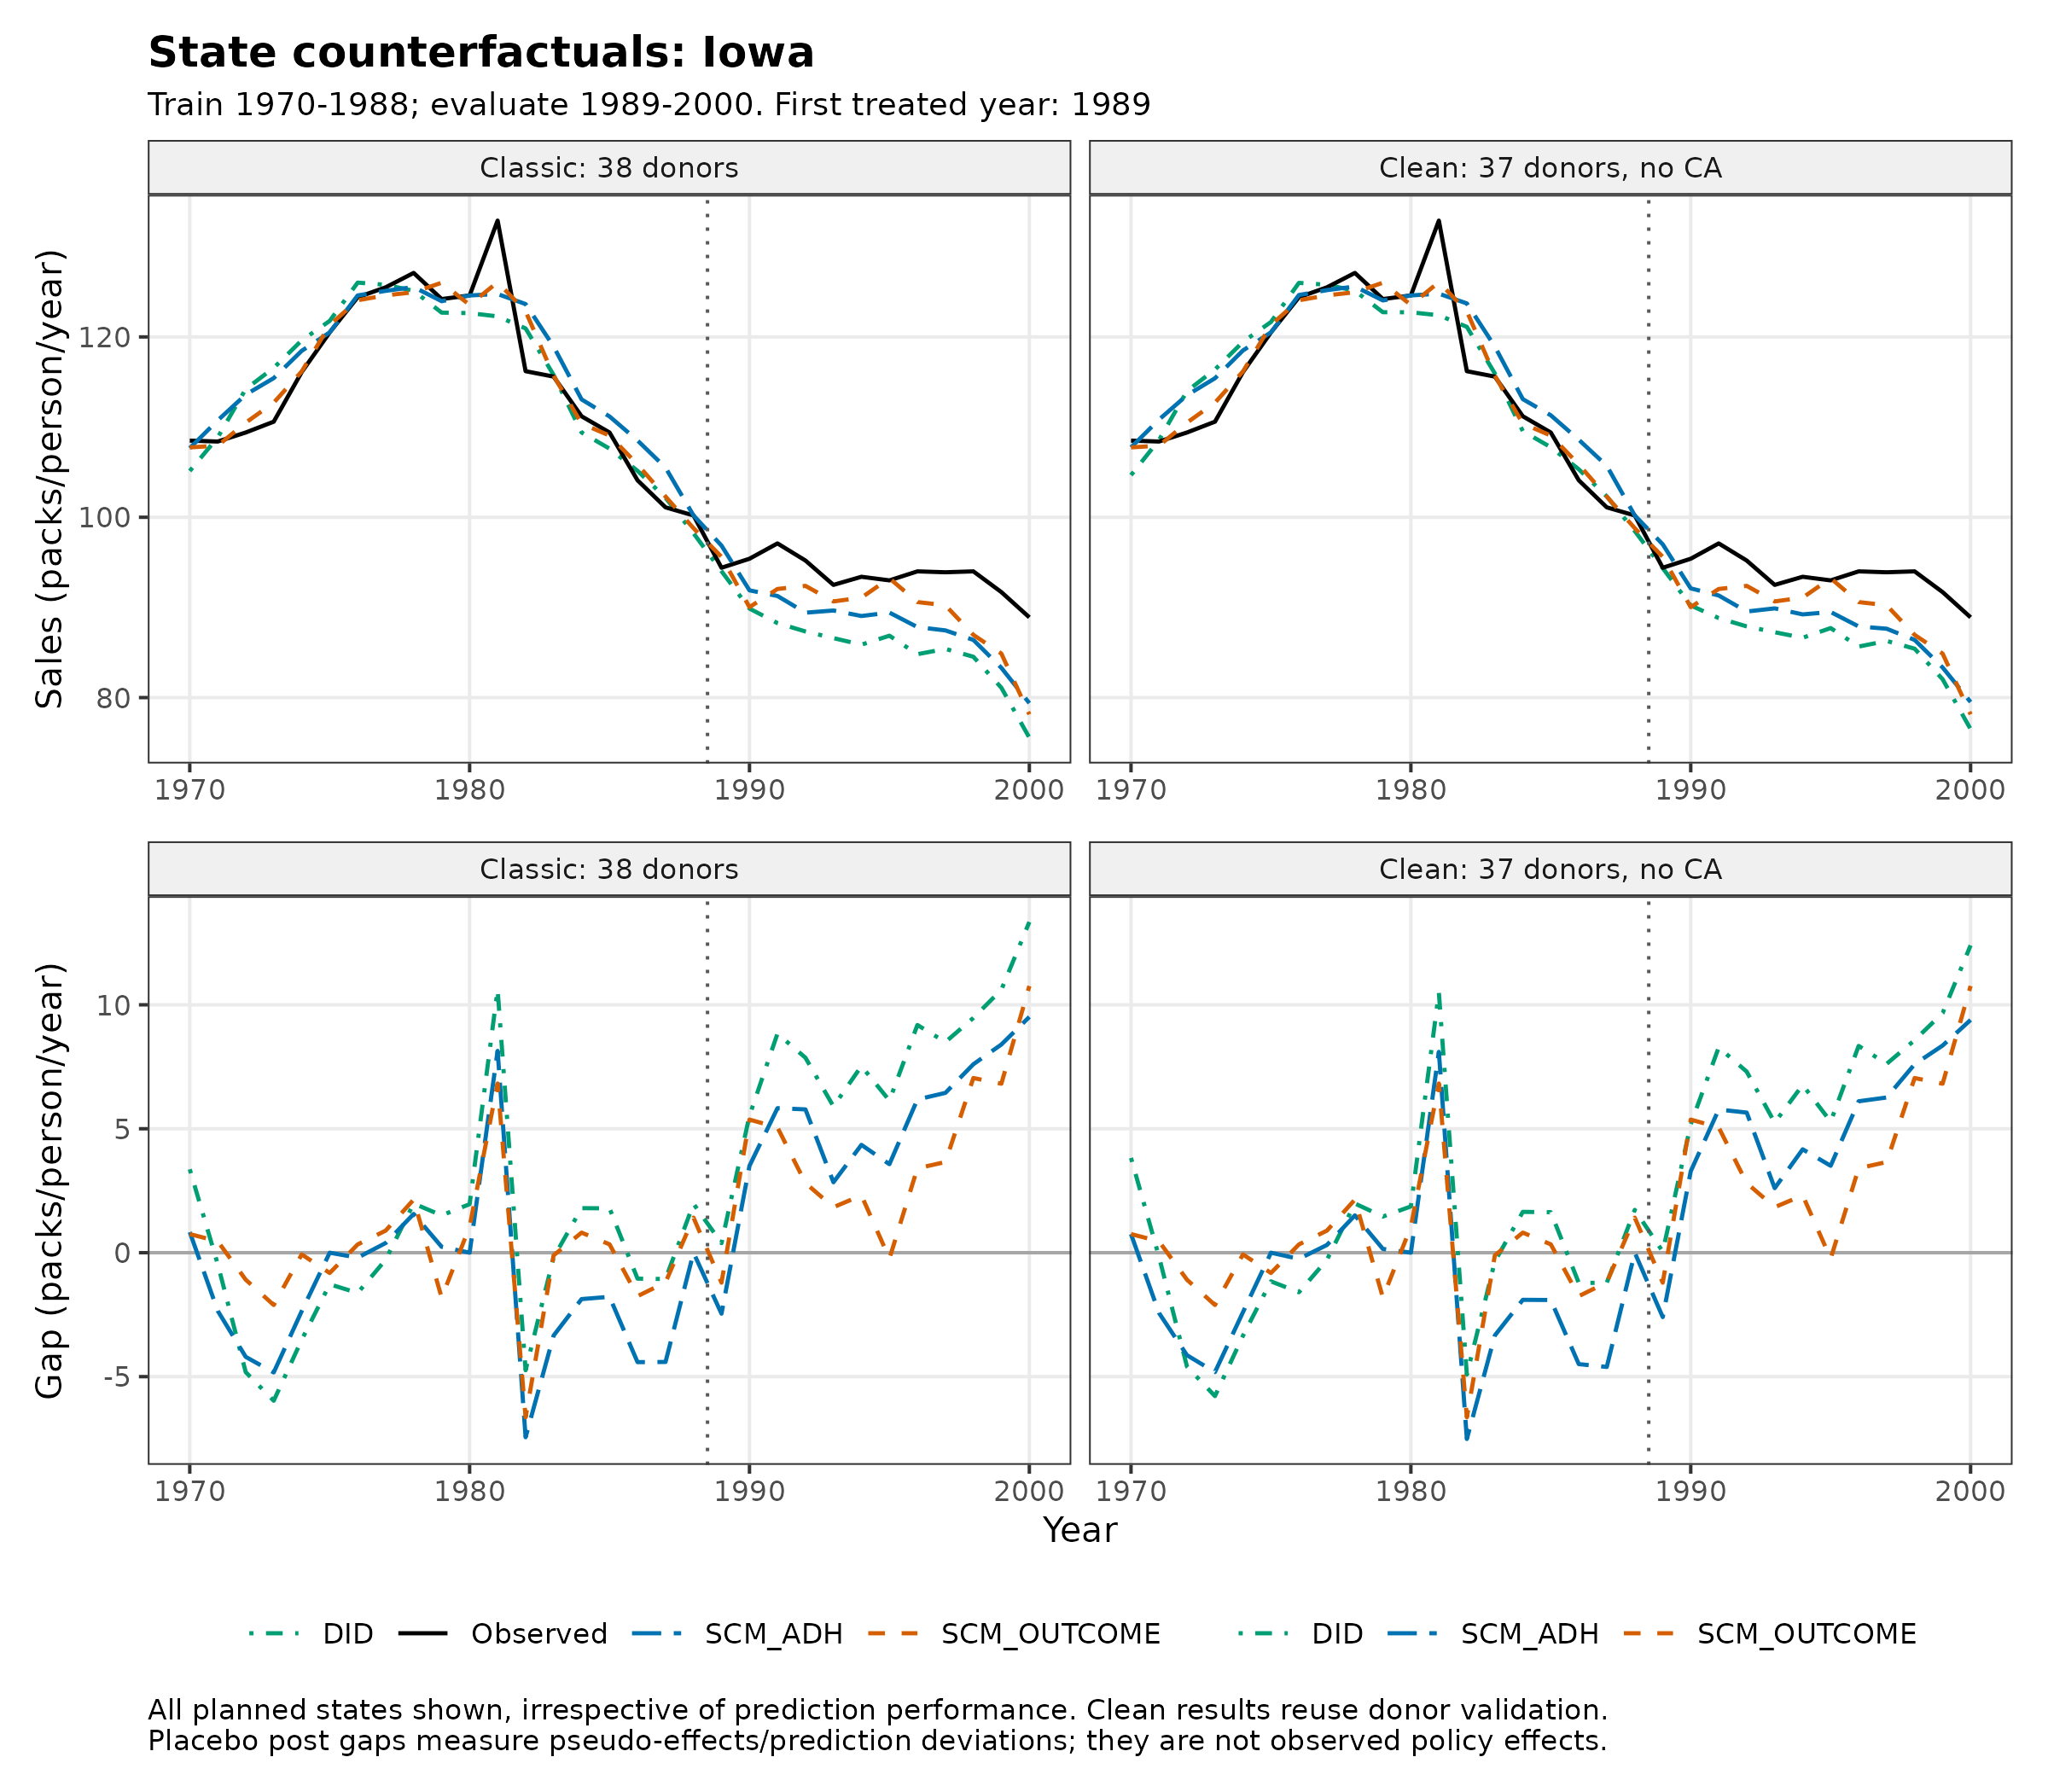 State counterfactuals: Iowa
Train 1970-1988; evaluate 1989-2000. First treated year: 1989
Classic: 38 donors
Clean: 37 donors, no CA
Sales (packs/person/year)
120
100
80
1970 1980 1990 2000
1970 1980 1990 2000
Classic: 38 donors
Clean: 37 donors, no CA
Gap (packs/person/year)
10
5
0
-5
1970 1980 1990 2000
1970 1980 1990 2000
Year
DID Observed SCM_ADH SCM_OUTCOME
DID SCM_ADH SCM_OUTCOME
All planned states shown, irrespective of prediction performance. Clean results reuse donor validation.
Placebo post gaps measure pseudo-effects/prediction deviations; they are not observed policy effects.